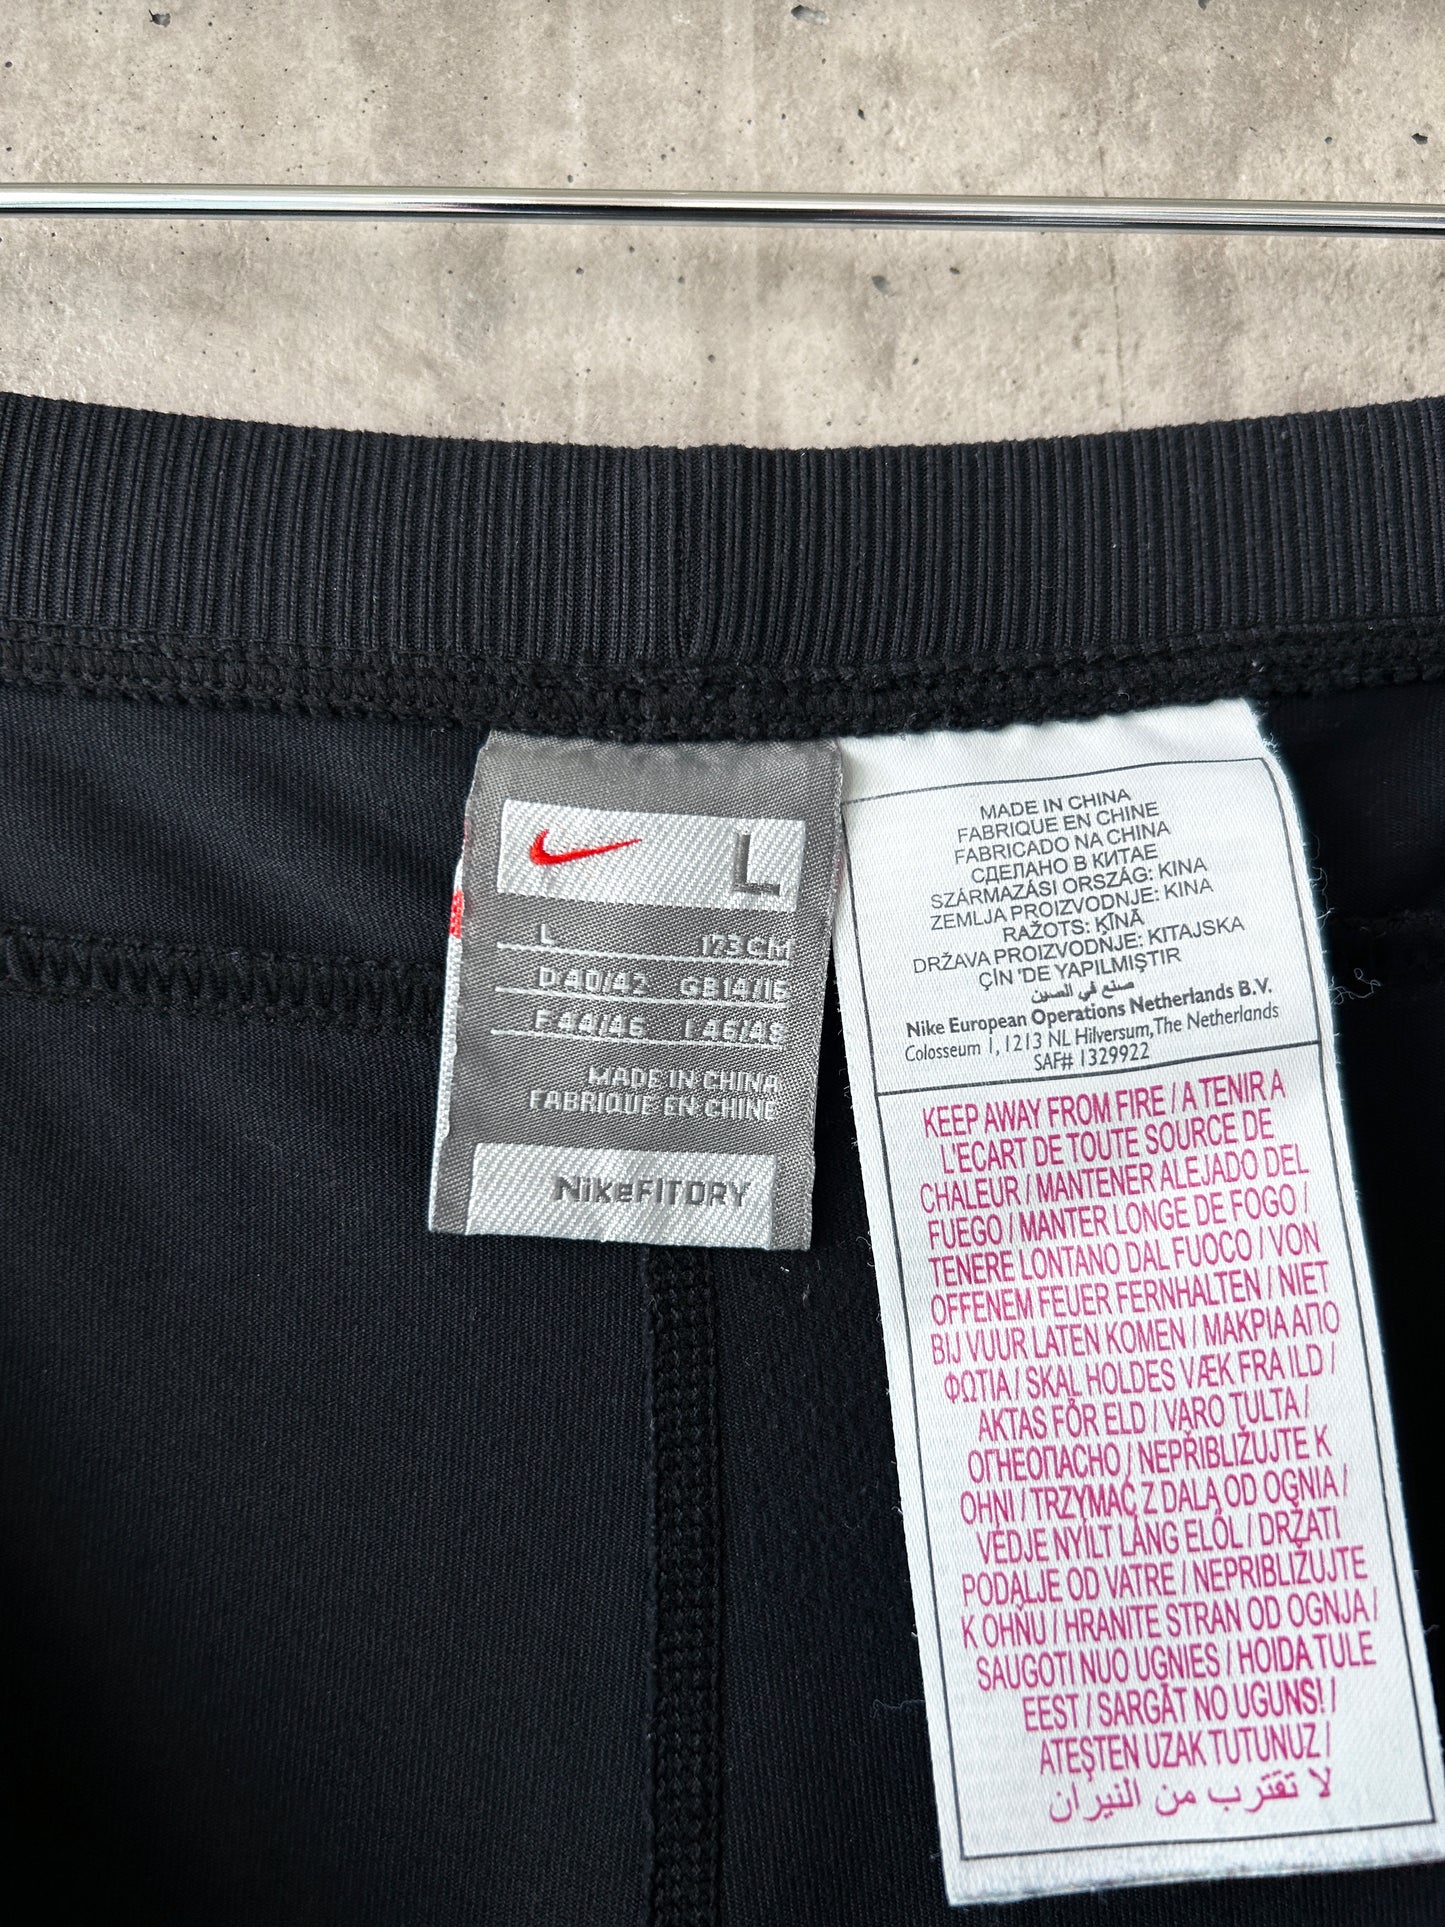 L
L 173CM
D 40/42 GB 14/16
F 44/46 I 46/48
MADE IN CHINA
FABRIQUE EN CHINE
NikeFITDRY
MADE IN CHINA
FABRIQUE EN CHINE
FABRICADO NA CHINA
СДЕЛАНО В КИТАЕ
SZÁRMAZÁSI ORSZÁG: KINA
ZEMLJA PROIZVODNJE: KINA
RAŽOTS: ĶĪNĀ
DRŽAVA PROIZVODNJE: KITAJSKA
ÇİN 'DE YAPILMIŞTIR
صنع في الصين
Nike European Operations Netherlands B.V.
Colosseum 1, 1213 NL Hilversum, The Netherlands
SAF# 1329922
KEEP AWAY FROM FIRE / A TENIR A
L'ECART DE TOUTE SOURCE DE
CHALEUR / MANTENER ALEJADO DEL
FUEGO / MANTER LONGE DE FOGO /
TENERE LONTANO DAL FUOCO / VON
OFFENEM FEUER FERNHALTEN / NIET
BIJ VUUR LATEN KOMEN / ΜΑΚΡΙΑ ΑΠΟ
ΦΩΤΙΑ / SKAL HOLDES VÆK FRA ILD /
AKTAS FÖR ELD / VARO TULTA /
ОГНЕОПАСНО / NEPŘIBLIŽUJTE K
OHNI / TRZYMAĆ Z DALA OD OGNIA /
VÉDJE NYÍLT LÁNG ELÖL / DRŽATI
PODALJE OD VATRE / NEPRIBLIŽUJTE
K OHŇU / HRANITE STRAN OD OGNJA /
SAUGOTI NUO UGNIES / HOIDA TULE
EEST / SARGĀT NO UGUNS! /
ATEŞTEN UZAK TUTUNUZ /
لا تقترب من النيران